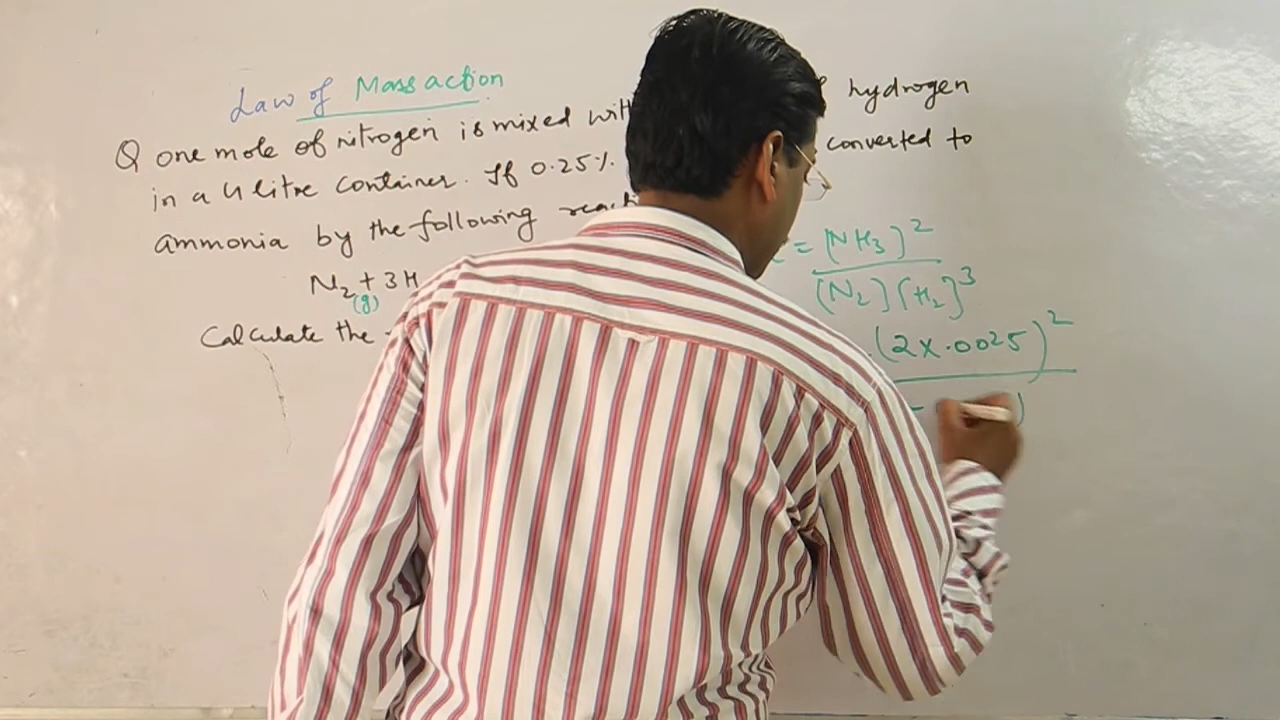 Law of Mass action
Q one mole of nitrogen is mixed hydrogen
in a 4 litre container. If 0.25%. converted to
ammonia by the following
N2 + 3H
(g)
= (NH3)^2
(N2) (H2]^3
Calculate the
(2x.0025)^2